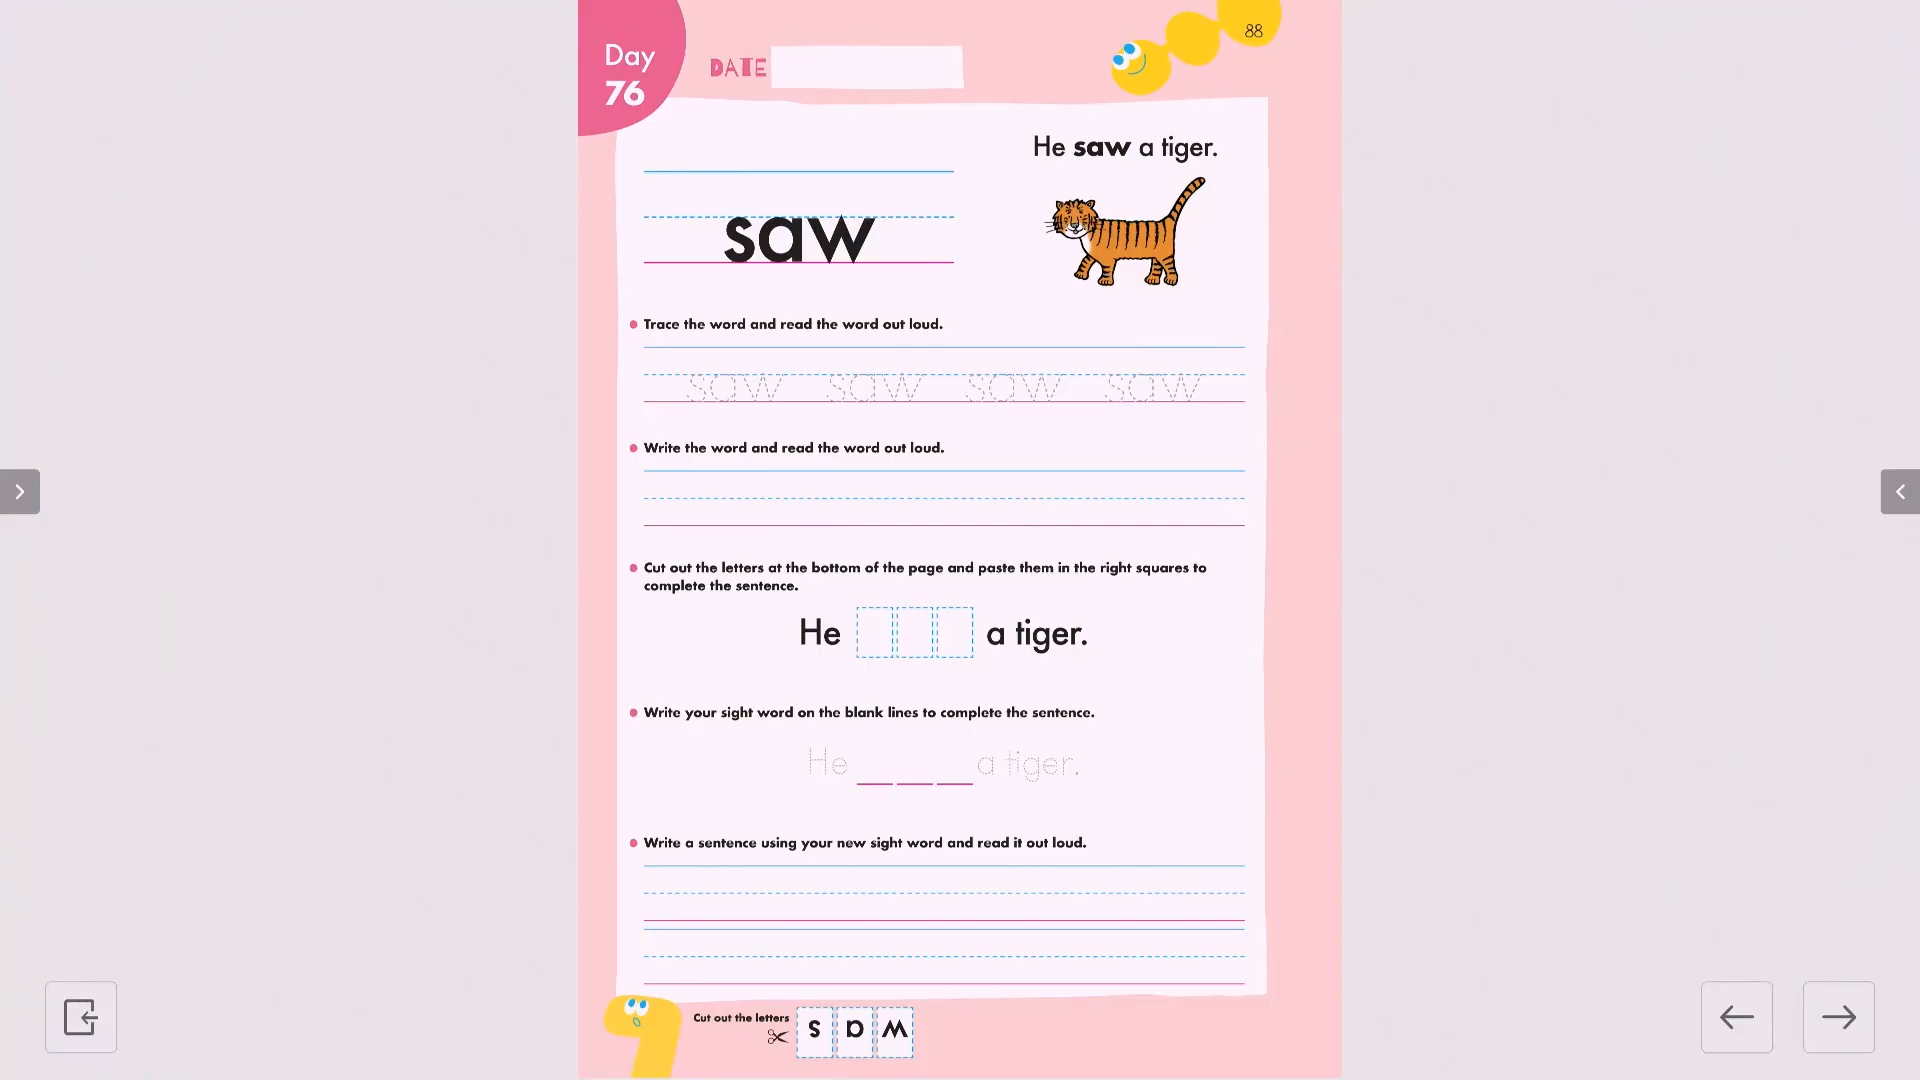 Day
76
DATE
88
He saw a tiger.
saw
Trace the word and read the word out loud.
saw saw saw saw
Write the word and read the word out loud.
Cut out the letters at the bottom of the page and paste them in the right squares to
complete the sentence.
He a tiger.
Write your sight word on the blank lines to complete the sentence.
He ___ ___ ___ a tiger.
Write a sentence using your new sight word and read it out loud.
Cut out the letters
s a w